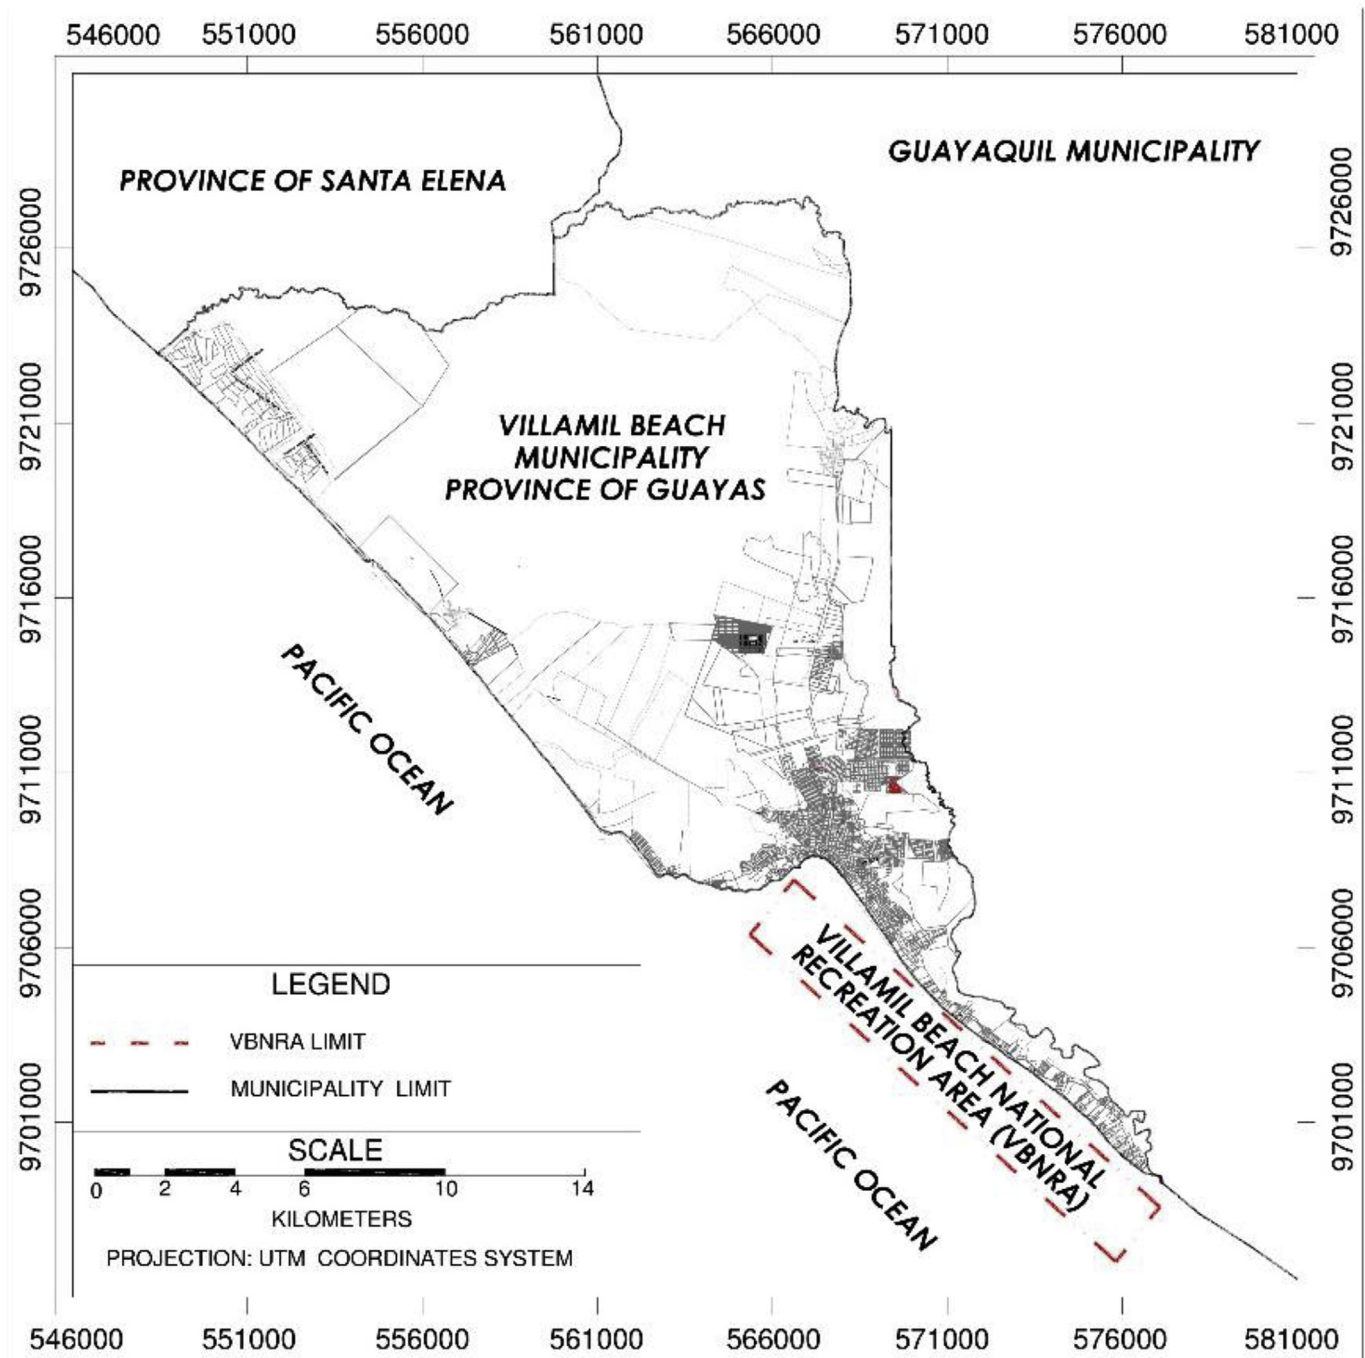 546000 551000 556000 561000 566000 571000 576000 581000
GUAYAQUIL MUNICIPALITY
PROVINCE OF SANTA ELENA
9726000 9726000
9721000 9721000
VILLAMIL BEACH
MUNICIPALITY
PROVINCE OF GUAYAS
9716000 9716000
PACIFIC OCEAN
9711000 9711000
9706000 9706000
VILLAMIL BEACH NATIONAL
RECREATION AREA (VBNRA)
LEGEND
VBNRA LIMIT
MUNICIPALITY LIMIT
9701000 9701000
PACIFIC OCEAN
SCALE
0 2 4 6 10 14
KILOMETERS
PROJECTION: UTM COORDINATES SYSTEM
546000 551000 556000 561000 566000 571000 576000 581000